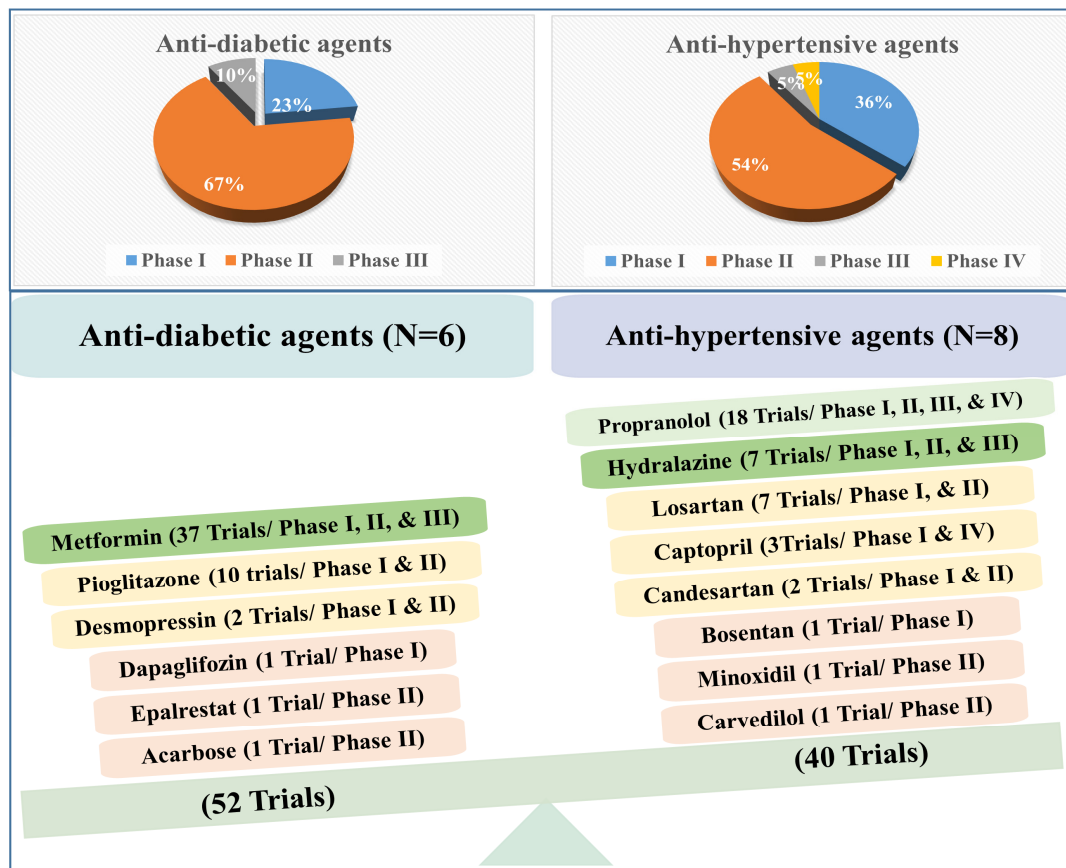 Anti-diabetic agents
10%
23%
67%
Phase I Phase II Phase III
Anti-hypertensive agents
5%
5%
36%
54%
Phase I Phase II Phase III Phase IV
Anti-diabetic agents (N=6)
Metformin (37 Trials/ Phase I, II, & III)
Pioglitazone (10 trials/ Phase I & II)
Desmopressin (2 Trials/ Phase I & II)
Dapaglifozin (1 Trial/ Phase I)
Epalrestat (1 Trial/ Phase II)
Acarbose (1 Trial/ Phase II)
(52 Trials)
Anti-hypertensive agents (N=8)
Propranolol (18 Trials/ Phase I, II, III, & IV)
Hydralazine (7 Trials/ Phase I, II, & III)
Losartan (7 Trials/ Phase I, & II)
Captopril (3Trials/ Phase I & IV)
Candesartan (2 Trials/ Phase I & II)
Bosentan (1 Trial/ Phase I)
Minoxidil (1 Trial/ Phase II)
Carvedilol (1 Trial/ Phase II)
(40 Trials)